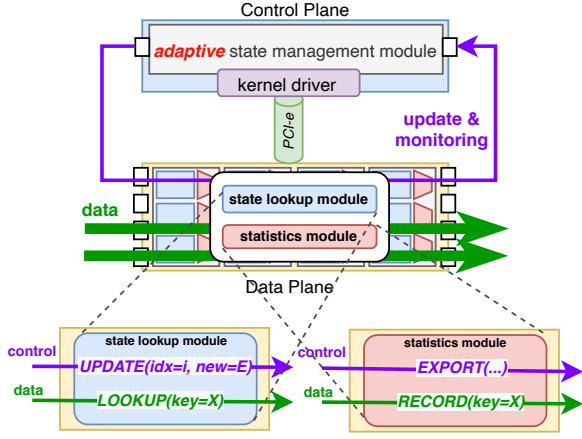 Control Plane
adaptive state management module
kernel driver
PCI-e
update &
monitoring
data
state lookup module
statistics module
Data Plane
state lookup module
control
UPDATE(idx=i, new=E)
data
LOOKUP(key=X)
statistics module
control
EXPORT(...)
data
RECORD(key=X)